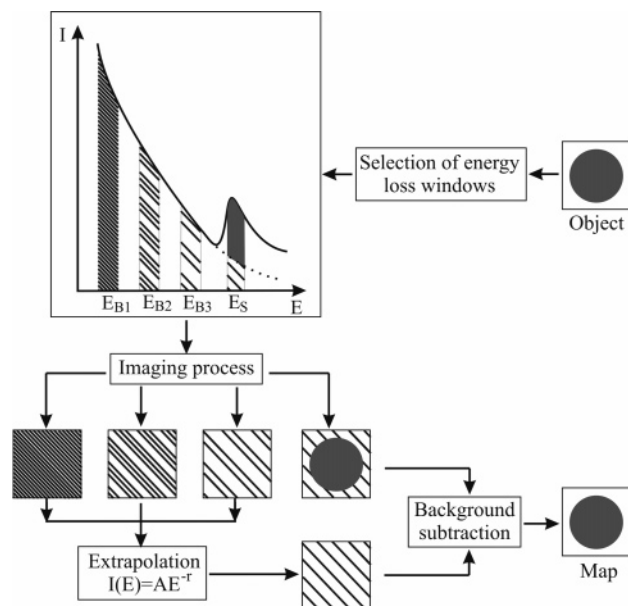 I
E_B1 E_B2 E_B3 E_S E
Selection of energy
loss windows
Object
Imaging process
Extrapolation
I(E)=AE^-r
Background
subtraction
Map